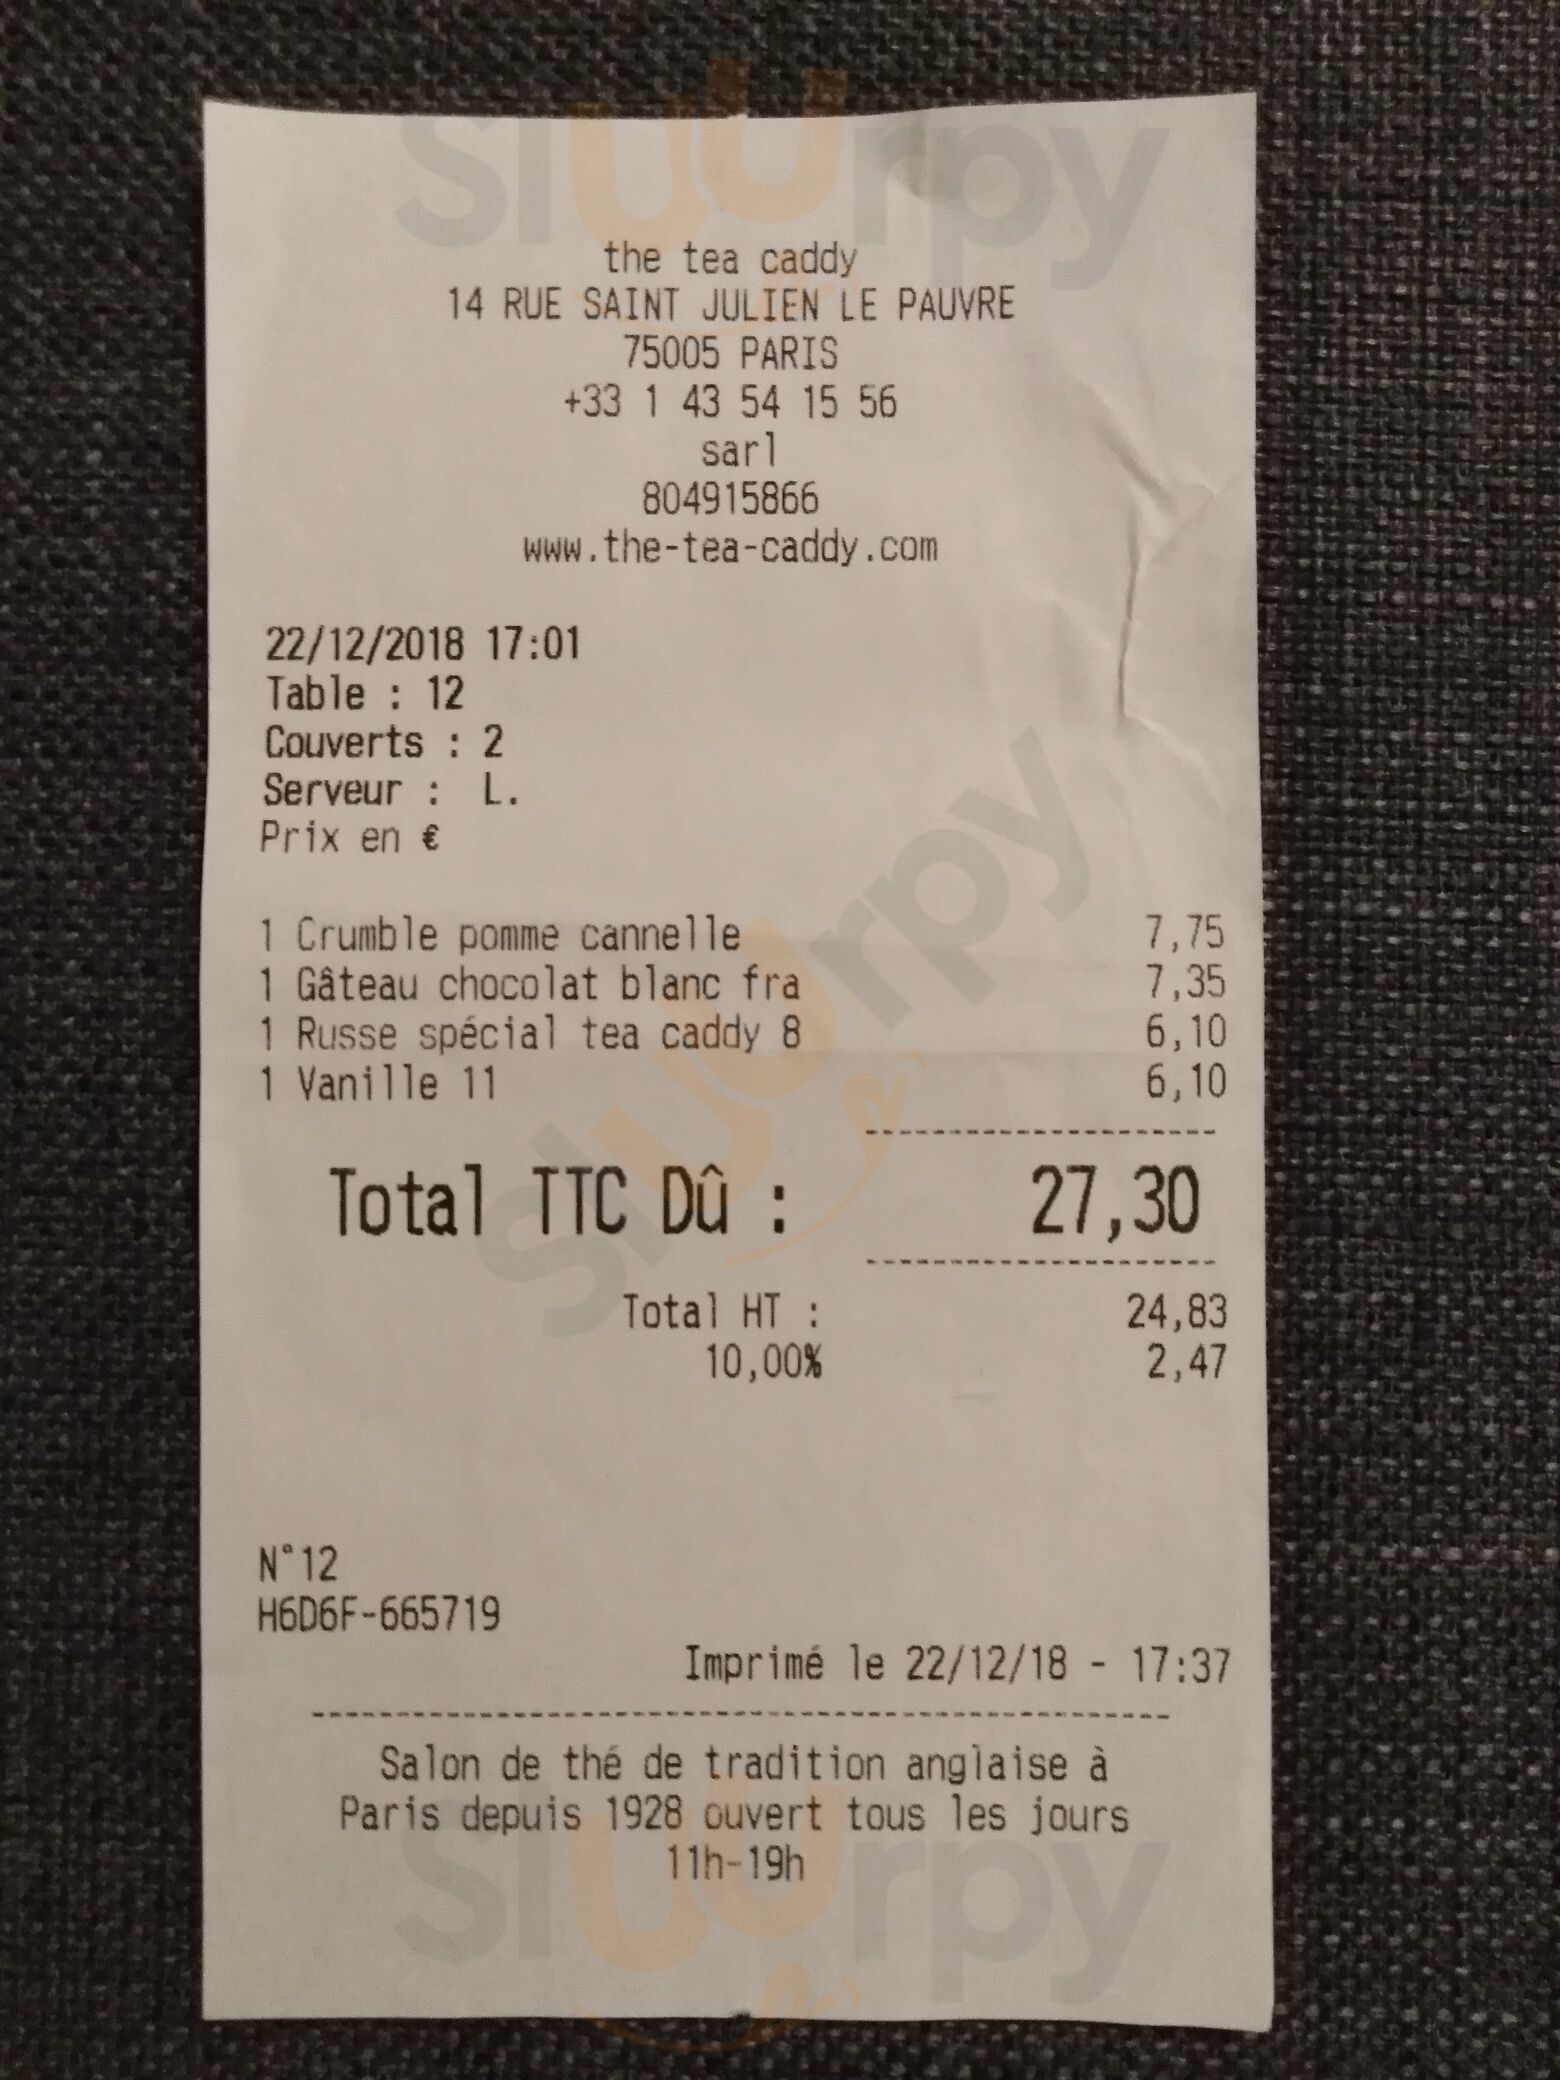 sluurpy
the tea caddy
14 RUE SAINT JULIEN LE PAUVRE
75005 PARIS
+33 1 43 54 15 56
sarl
804915866
www.the-tea-caddy.com
22/12/2018 17:01
Table : 12
Couverts : 2
Serveur : L.
Prix en €
1 Crumble pomme cannelle 7,75
1 Gâteau chocolat blanc fra 7,35
1 Russe spécial tea caddy 8 6,10
1 Vanille 11 6,10
sluurpy
Total TTC Dû : 27,30
Total HT : 24,83
10,00% 2,47
N°12
H6D6F-665719
Imprimé le 22/12/18 - 17:37
Salon de thé de tradition anglaise à
Paris depuis 1928 ouvert tous les jours
11h-19h
sluurpy